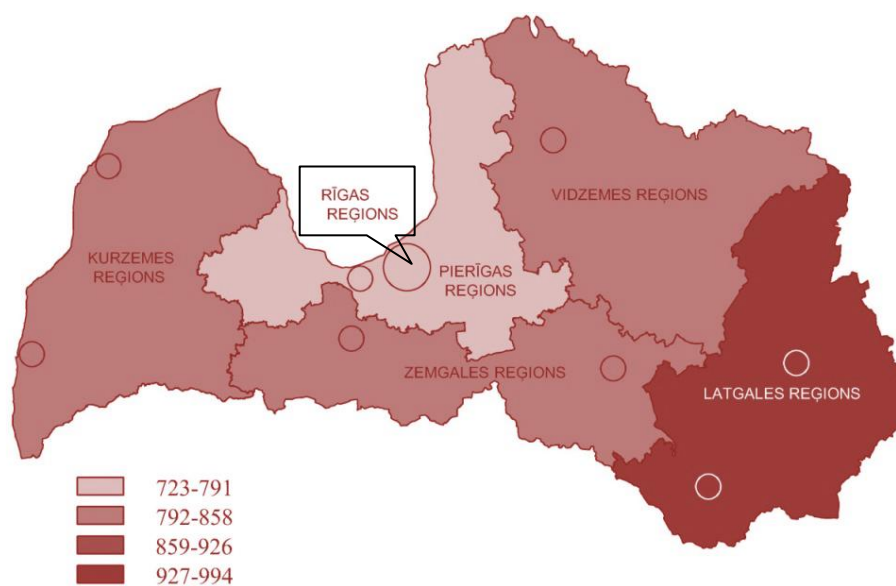 RĪGAS
REĢIONS
VIDZEMES REĢIONS
KURZEMES
REĢIONS
PIERĪGAS
REĢIONS
ZEMGALES REĢIONS
LATGALES REĢIONS
723-791
792-858
859-926
927-994